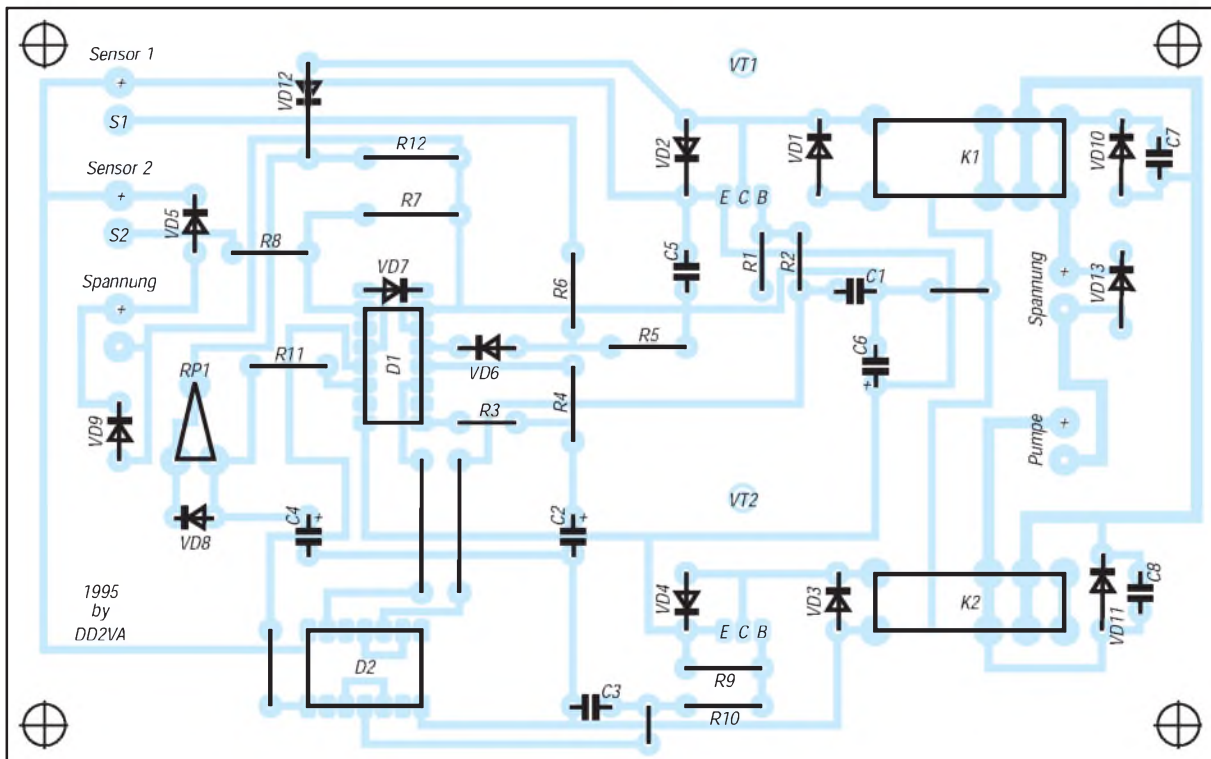 Sensor 1
+
S1
Sensor 2
+
S2
Spannung
+
VD12
VD5
R12
R7
R8
VD7
D1
VD6
R11
RP1
VD9
VD8
C4
+
R3
R4
R5
R6
C2
+
VT1
VD2
VD1
E C B
C5
R1
R2
C1
C6
+
K1
VD10
C7
Spannung
+
VD13
Pumpe
+
VT2
VD4
VD3
E C B
K2
VD11
C8
R9
R10
C3
D2
1995
by
DD2VA